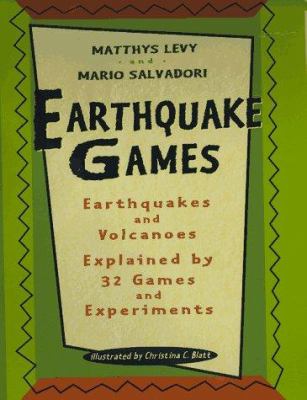 MATTHYS LEVY
· and ·
MARIO SALVADORI
EARTHQUAKE
GAMES
Earthquakes
and
Volcanoes
Explained by
32 Games
and
Experiments
illustrated by Christina C. Blatt